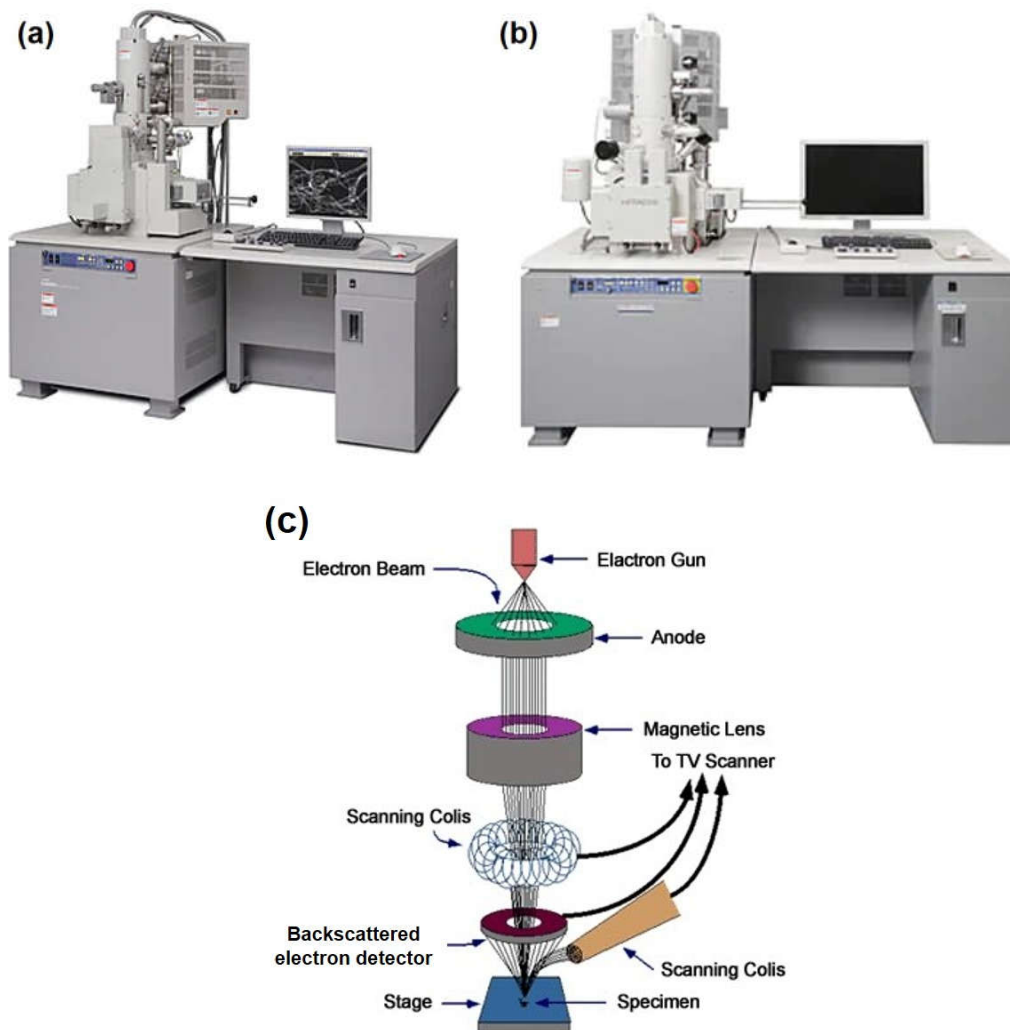 (a)
(b)
HITACHI
(c)
Electron Beam
Elactron Gun
Anode
Magnetic Lens
To TV Scanner
Scanning Colis
Backscattered
electron detector
Scanning Colis
Stage
Specimen